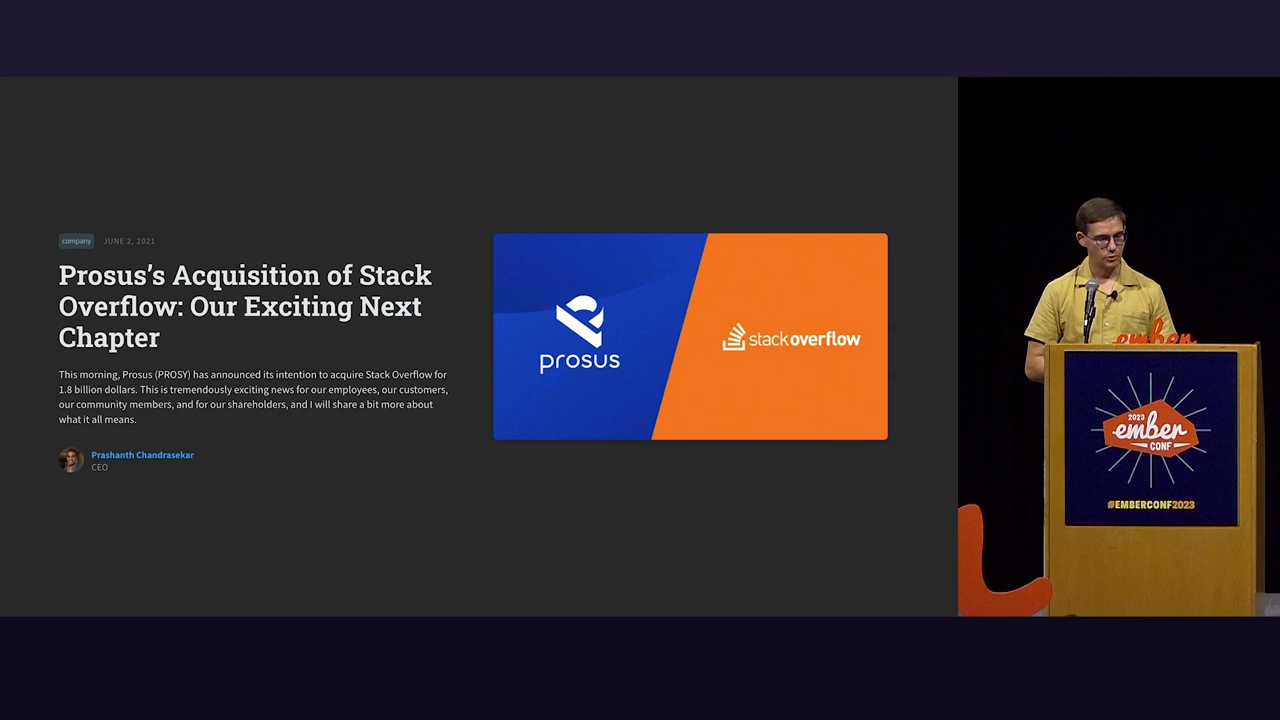 company JUNE 2, 2021
Prosus’s Acquisition of Stack
Overflow: Our Exciting Next
Chapter
This morning, Prosus (PROSY) has announced its intention to acquire Stack Overflow for
1.8 billion dollars. This is tremendously exciting news for our employees, our customers,
our community members, and for our shareholders, and I will share a bit more about
what it all means.
Prashanth Chandrasekar
CEO
prosus
stackoverflow
ember
2023
ember
CONF
#EMBERCONF2023